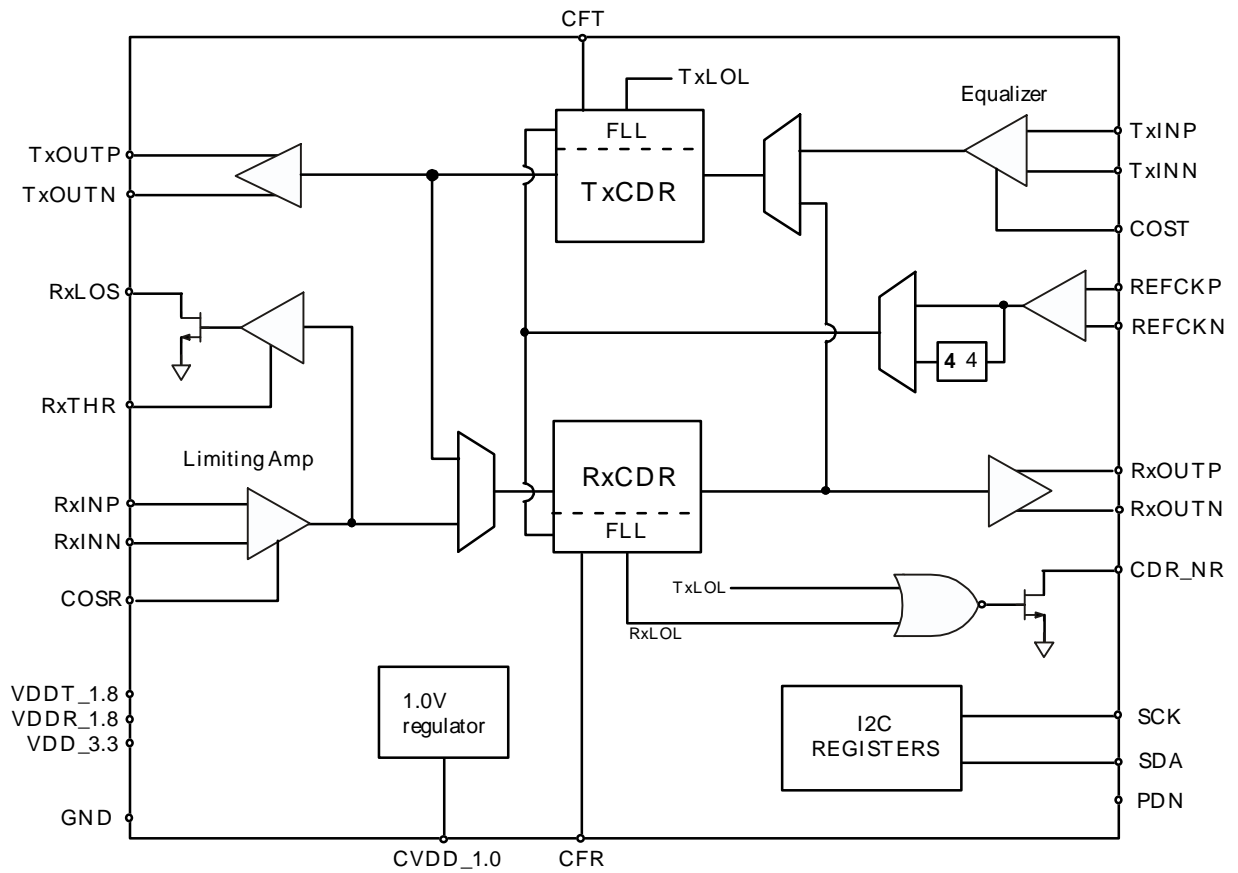 CFT
TxLOL
Equalizer
FLL
TxCDR
TxINP
TxINN
COST
TxOUTP
TxOUTN
RxLOS
RxTHR
REFCKP
REFCKN
4 4
Limiting Amp
RxINP
RxINN
COSR
RxCDR
FLL
RxOUTP
RxOUTN
CDR_NR
TxLOL
RxLOL
VDDT_1.8
VDDR_1.8
VDD_3.3
GND
1.0V
regulator
I2C
REGISTERS
SCK
SDA
PDN
CVDD_1.0
CFR